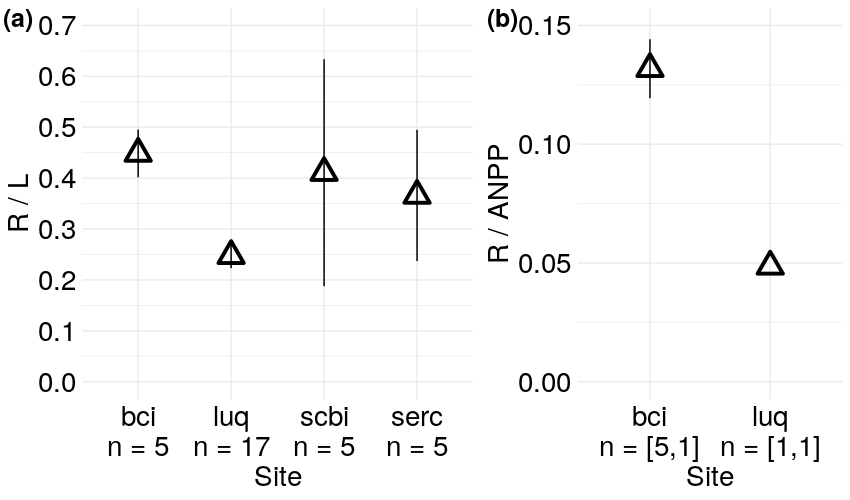 (a)
R / L
0.7
0.6
0.5
0.4
0.3
0.2
0.1
0.0
bci luq scbi serc
n = 5 n = 17 n = 5 n = 5
Site
(b)
R / ANPP
0.15
0.10
0.05
0.00
bci luq
n = [5,1] n = [1,1]
Site